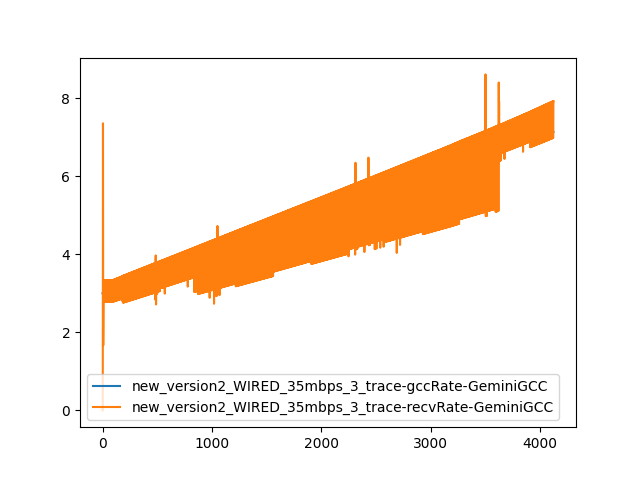 8
6
4
2
0
new_version2_WIRED_35mbps_3_trace-gccRate-GeminiGCC
new_version2_WIRED_35mbps_3_trace-recvRate-GeminiGCC
0 1000 2000 3000 4000